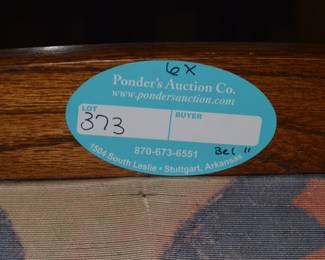 6x
Ponder's Auction Co.
www.pondersauction.com
LOT BUYER
373
870-673-6551
Bel "
1504 South Leslie • Stuttgart, Arkansas